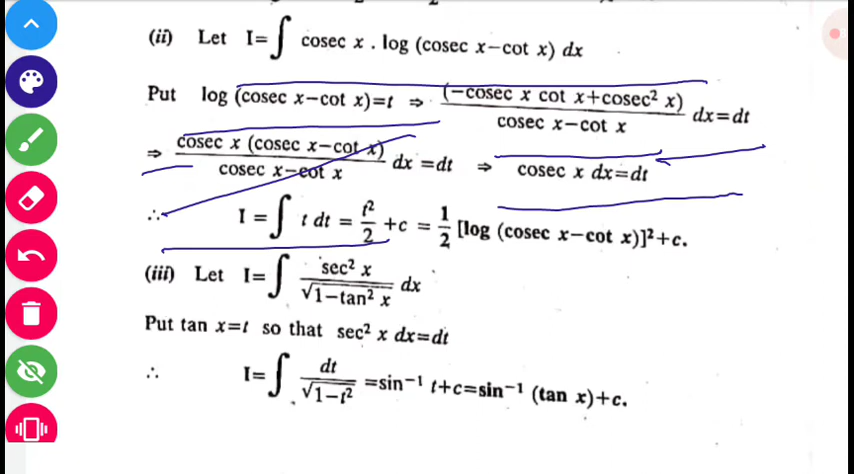 (ii) Let I=∫ cosec x . log (cosec x−cot x) dx
Put log (cosec x−cot x)=t ⇒ (−cosec x cot x+cosec² x) / cosec x−cot x dx=dt
⇒ cosec x (cosec x−cot x) / cosec x−cot x dx =dt ⇒ cosec x dx=dt
∴ I = ∫ t dt = t²/2 +c = 1/2 [log (cosec x−cot x)]²+c.
(iii) Let I=∫ sec² x / √1−tan² x dx
Put tan x=t so that sec² x dx=dt
∴ I=∫ dt / √1−t² =sin⁻¹ t+c=sin⁻¹ (tan x)+c.